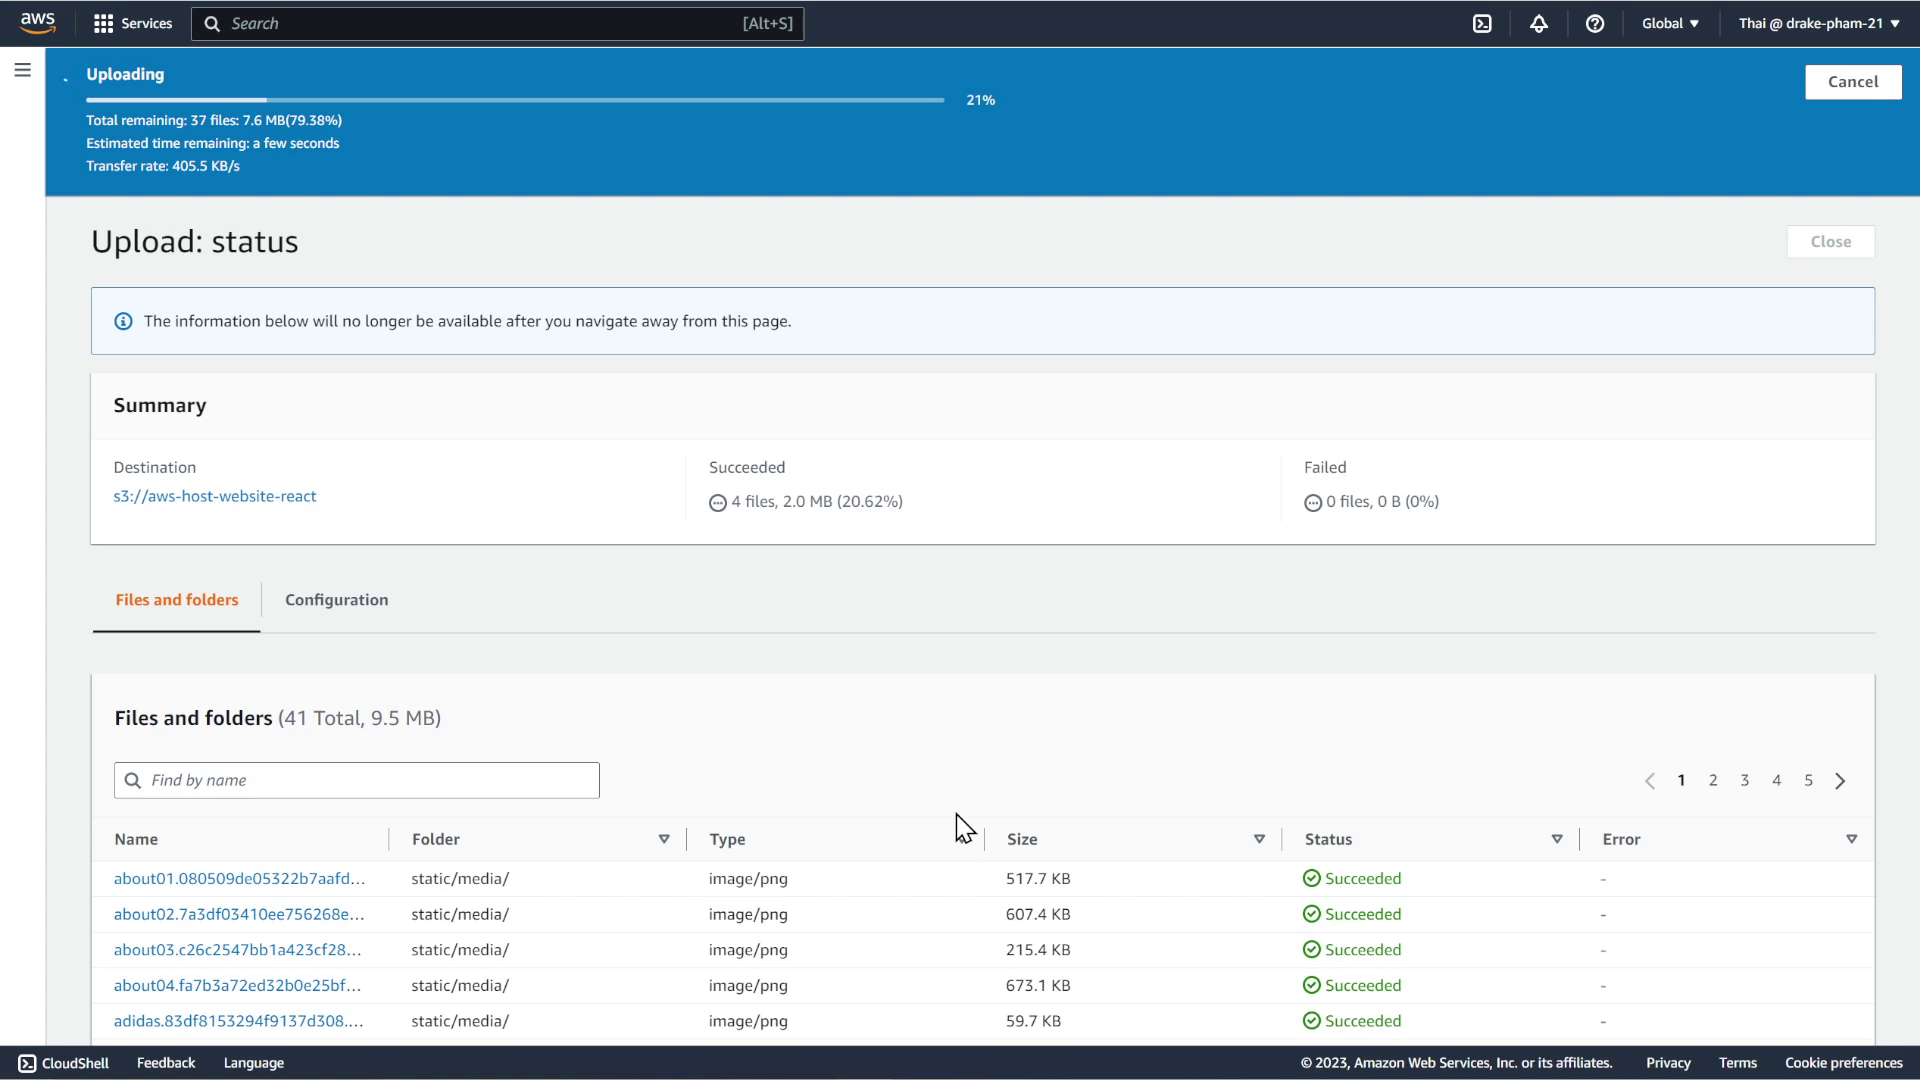 aws
Services
Search
[Alt+S]
Global
Thai @ drake-pham-21
Uploading
21%
Cancel
Total remaining: 37 files: 7.6 MB(79.38%)
Estimated time remaining: a few seconds
Transfer rate: 405.5 KB/s
Upload: status
Close
The information below will no longer be available after you navigate away from this page.
Summary
Destination
Succeeded
Failed
s3://aws-host-website-react
4 files, 2.0 MB (20.62%)
0 files, 0 B (0%)
Files and folders
Configuration
Files and folders (41 Total, 9.5 MB)
Find by name
1 2 3 4 5
Name Folder Type Size Status Error
about01.080509de05322b7aafd... static/media/ image/png 517.7 KB Succeeded -
about02.7a3df03410ee756268e... static/media/ image/png 607.4 KB Succeeded -
about03.c26c2547bb1a423cf28... static/media/ image/png 215.4 KB Succeeded -
about04.fa7b3a72ed32b0e25bf... static/media/ image/png 673.1 KB Succeeded -
adidas.83df8153294f9137d308.... static/media/ image/png 59.7 KB Succeeded -
CloudShell Feedback Language
© 2023, Amazon Web Services, Inc. or its affiliates. Privacy Terms Cookie preferences